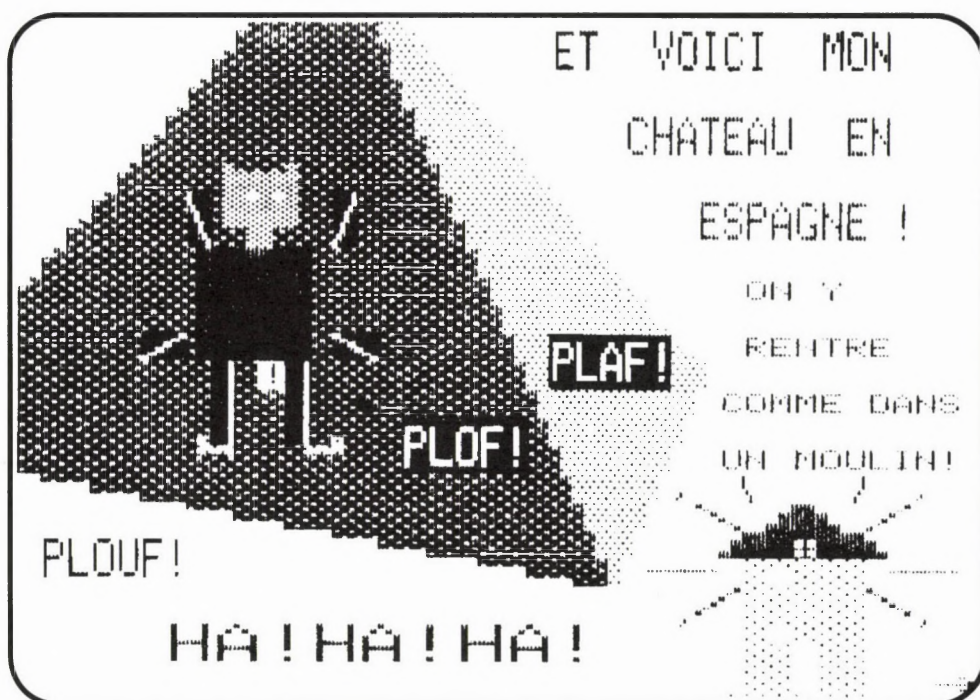 ET VOICI MON
CHATEAU EN
ESPAGNE !
ON Y
RENTRE
COMME DANS
UN MOULIN!
PLAF!
PLOF!
PLOUF!
HA!HA!HA!